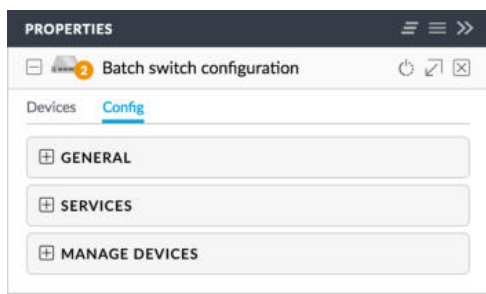 PROPERTIES
2 Batch switch configuration
Devices Config
GENERAL
SERVICES
MANAGE DEVICES